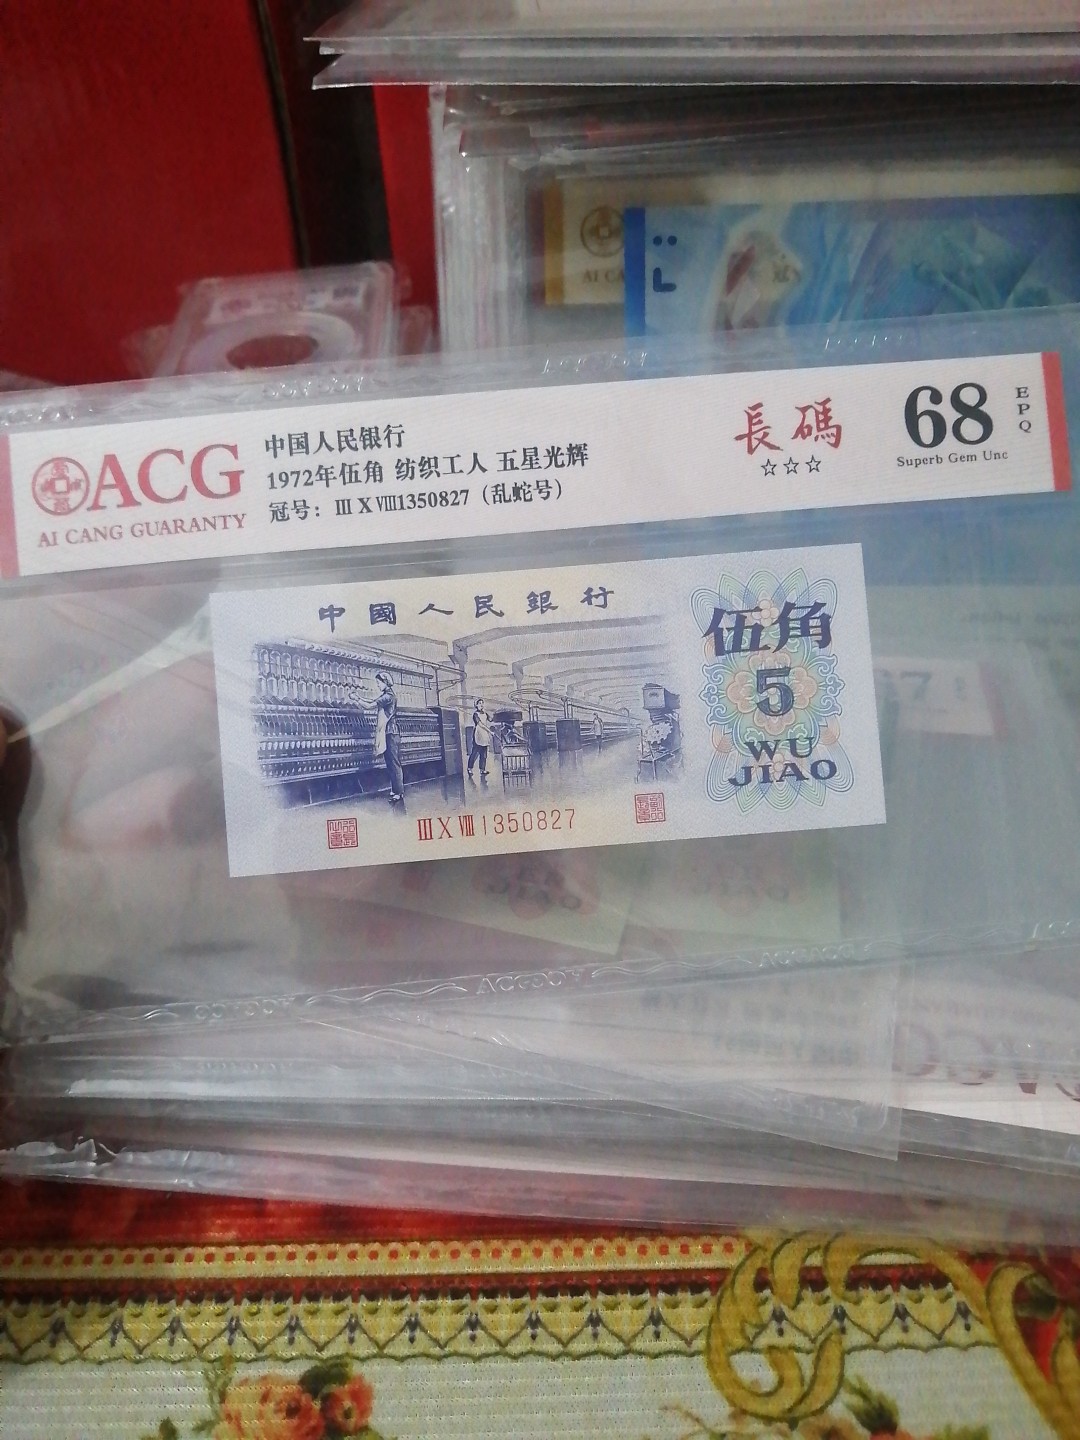 ACG
AI CANG GUARANTY
中国人民银行
1972年伍角 纺织工人 五星光辉
冠号：ⅢⅩⅧ1350827（乱蛇号）
長碼
☆☆☆
68
EPQ
Superb Gem Unc
中國人民銀行
伍角
5
WU
JIAO
ⅢⅩⅧ1350827
AI CA